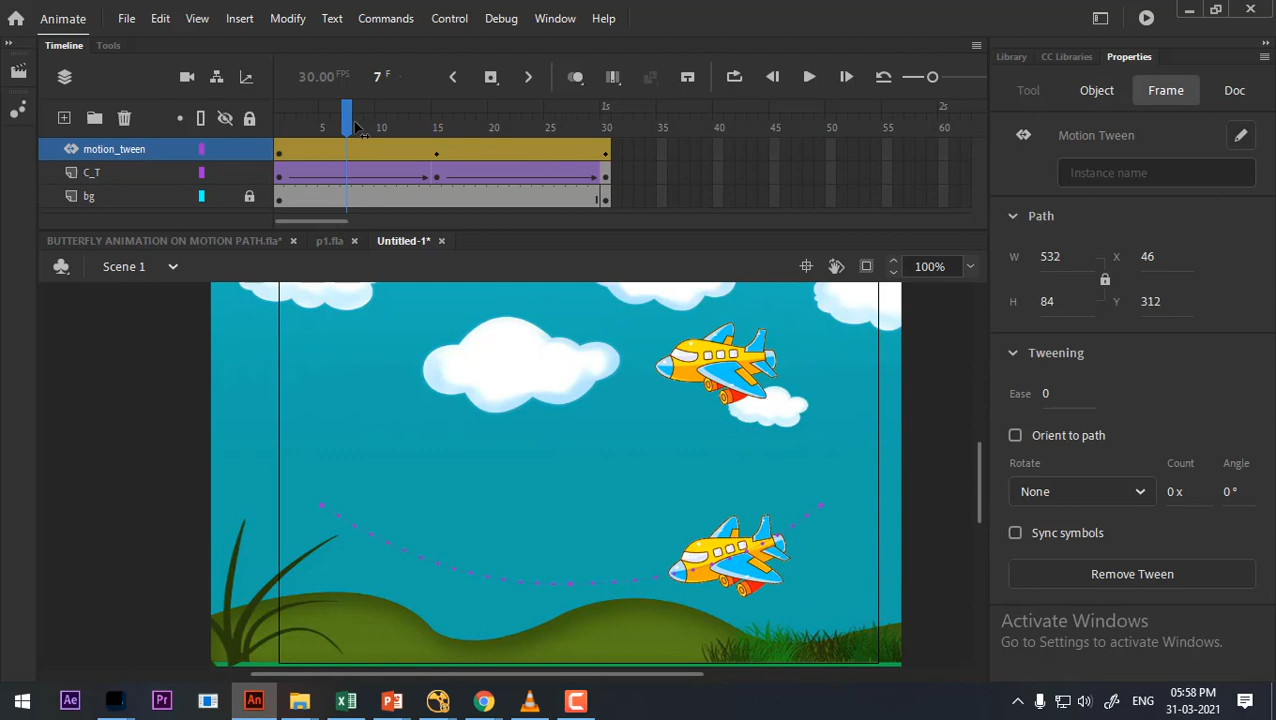 Animate File Edit View Insert Modify Text Commands Control Debug Window Help
Timeline Tools
30.00 FPS 7 F
1s 2s
5 10 15 20 25 30 35 40 45 50 55 60
motion_tween
C_T
bg
BUTTERFLY ANIMATION ON MOTION PATH.fla* p1.fla Untitled-1*
Scene 1 100%
Library CC Libraries Properties
Tool Object Frame Doc
Motion Tween
Instance name
Path
W 532 X 46
H 84 Y 312
Tweening
Ease 0
Orient to path
Rotate Count Angle
None 0 x 0 °
Sync symbols
Remove Tween
Activate Windows
Go to Settings to activate Windows.
Ae Pr An ENG 05:58 PM
31-03-2021